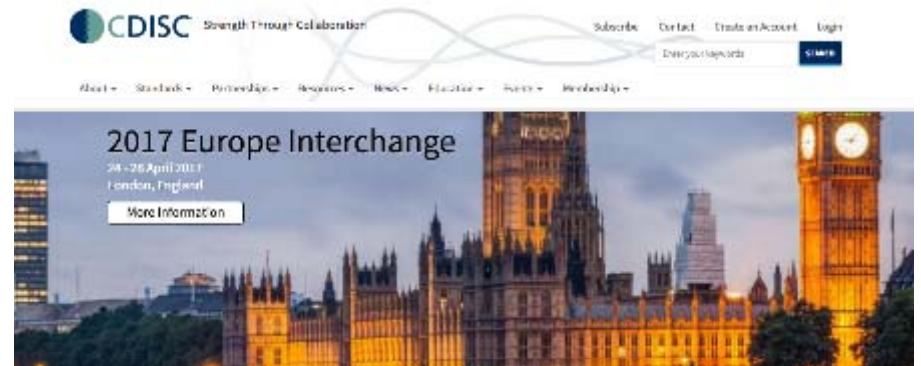 CDISC Strength Through Collaboration
Subscribe Contact Create an Account Login
Enter your keywords SEARCH
About Standards Partnerships Resources News Education Events Membership
2017 Europe Interchange
24 - 28 April 2017
London, England
More Information